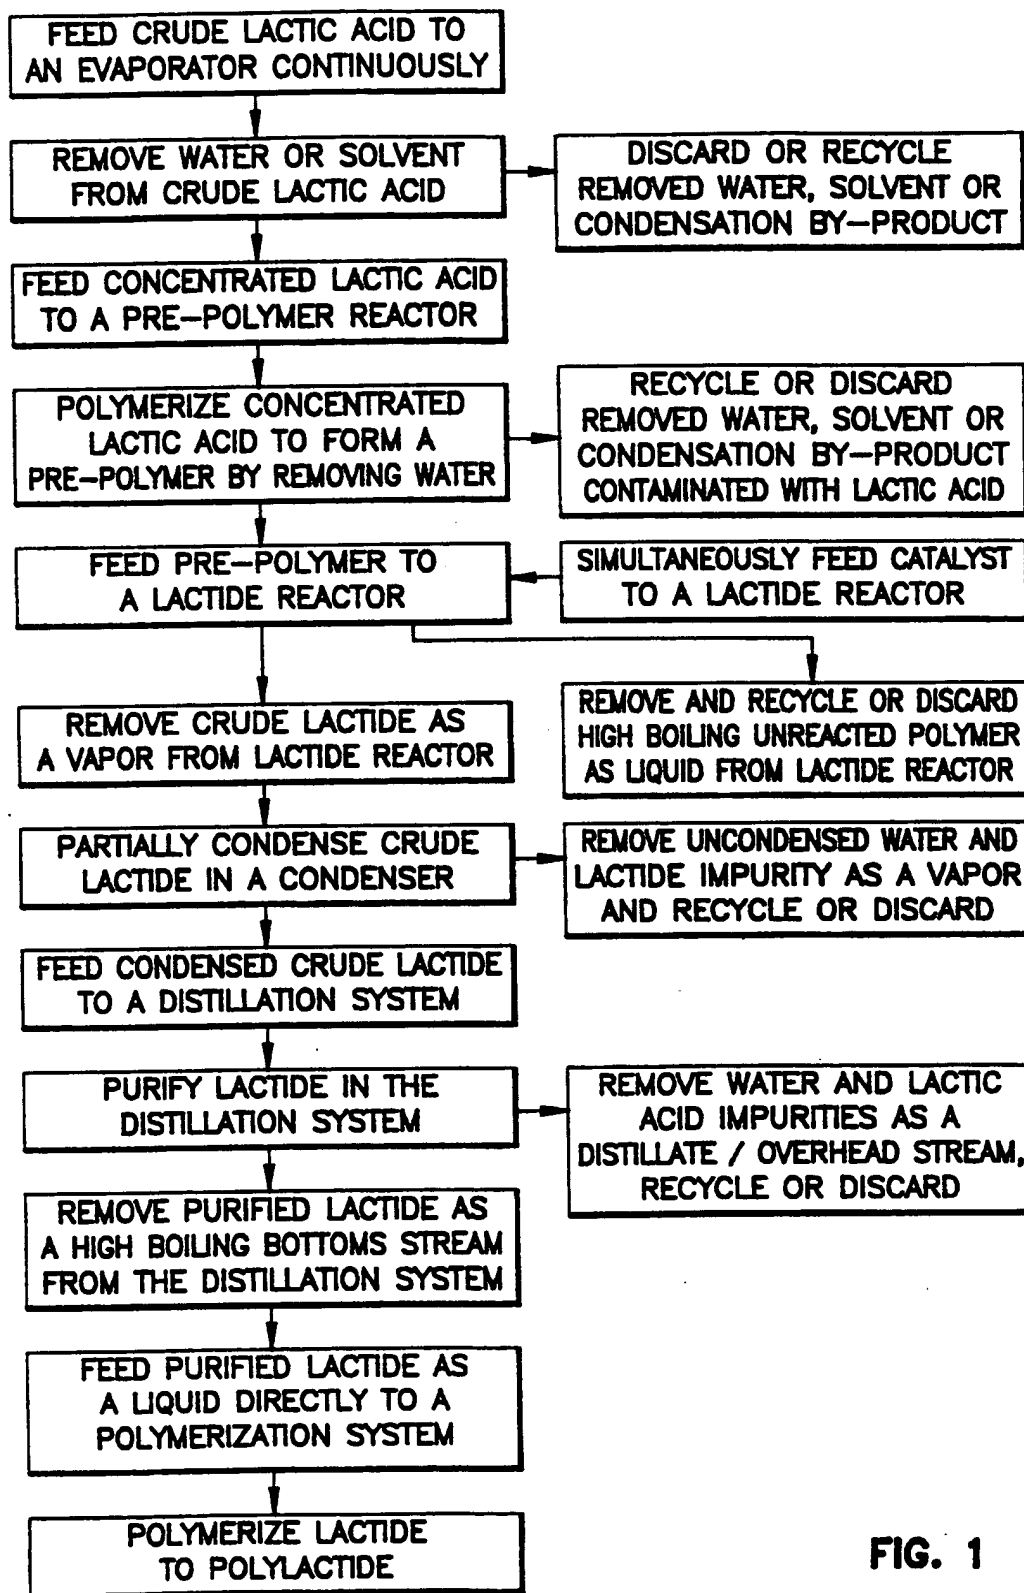 FEED CRUDE LACTIC ACID TO
AN EVAPORATOR CONTINUOUSLY
REMOVE WATER OR SOLVENT
FROM CRUDE LACTIC ACID
DISCARD OR RECYCLE
REMOVED WATER, SOLVENT OR
CONDENSATION BY–PRODUCT
FEED CONCENTRATED LACTIC ACID
TO A PRE–POLYMER REACTOR
POLYMERIZE CONCENTRATED
LACTIC ACID TO FORM A
PRE–POLYMER BY REMOVING WATER
RECYCLE OR DISCARD
REMOVED WATER, SOLVENT OR
CONDENSATION BY–PRODUCT
CONTAMINATED WITH LACTIC ACID
FEED PRE–POLYMER TO
A LACTIDE REACTOR
SIMULTANEOUSLY FEED CATALYST
TO A LACTIDE REACTOR
REMOVE CRUDE LACTIDE AS
A VAPOR FROM LACTIDE REACTOR
REMOVE AND RECYCLE OR DISCARD
HIGH BOILING UNREACTED POLYMER
AS LIQUID FROM LACTIDE REACTOR
PARTIALLY CONDENSE CRUDE
LACTIDE IN A CONDENSER
REMOVE UNCONDENSED WATER AND
LACTIDE IMPURITY AS A VAPOR
AND RECYCLE OR DISCARD
FEED CONDENSED CRUDE LACTIDE
TO A DISTILLATION SYSTEM
PURIFY LACTIDE IN THE
DISTILLATION SYSTEM
REMOVE WATER AND LACTIC
ACID IMPURITIES AS A
DISTILLATE / OVERHEAD STREAM,
RECYCLE OR DISCARD
REMOVE PURIFIED LACTIDE AS
A HIGH BOILING BOTTOMS STREAM
FROM THE DISTILLATION SYSTEM
FEED PURIFIED LACTIDE AS
A LIQUID DIRECTLY TO A
POLYMERIZATION SYSTEM
POLYMERIZE LACTIDE
TO POLYLACTIDE
FIG. 1